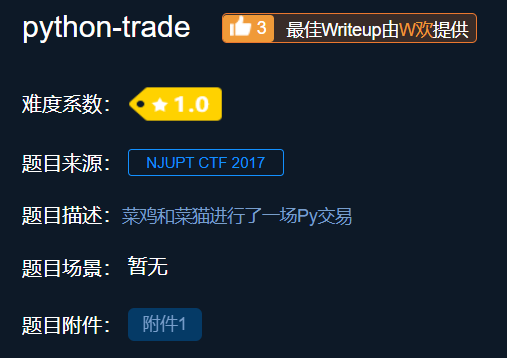 python-trade 3 最佳Writeup由W欢提供
难度系数: 1.0
题目来源: NJUPT CTF 2017
题目描述: 菜鸡和菜猫进行了一场Py交易
题目场景: 暂无
题目附件: 附件1